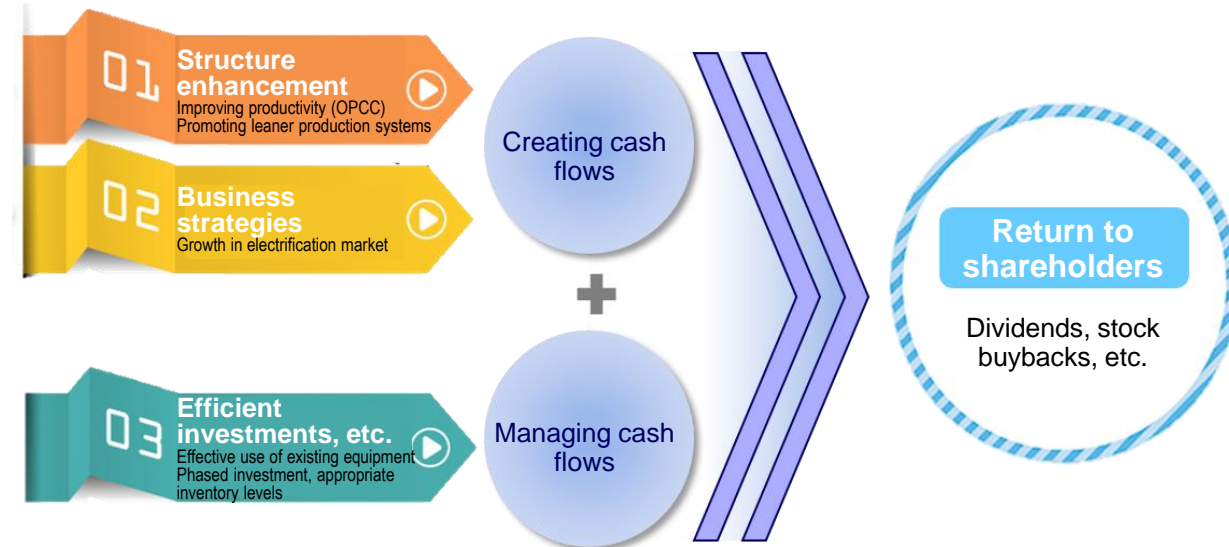 01
Structure
enhancement
Improving productivity (OPCC)
Promoting leaner production systems
02
Business
strategies
Growth in electrification market
03
Efficient
investments, etc.
Effective use of existing equipment
Phased investment, appropriate
inventory levels
Creating cash
flows
Managing cash
flows
Return to
shareholders
Dividends, stock
buybacks, etc.